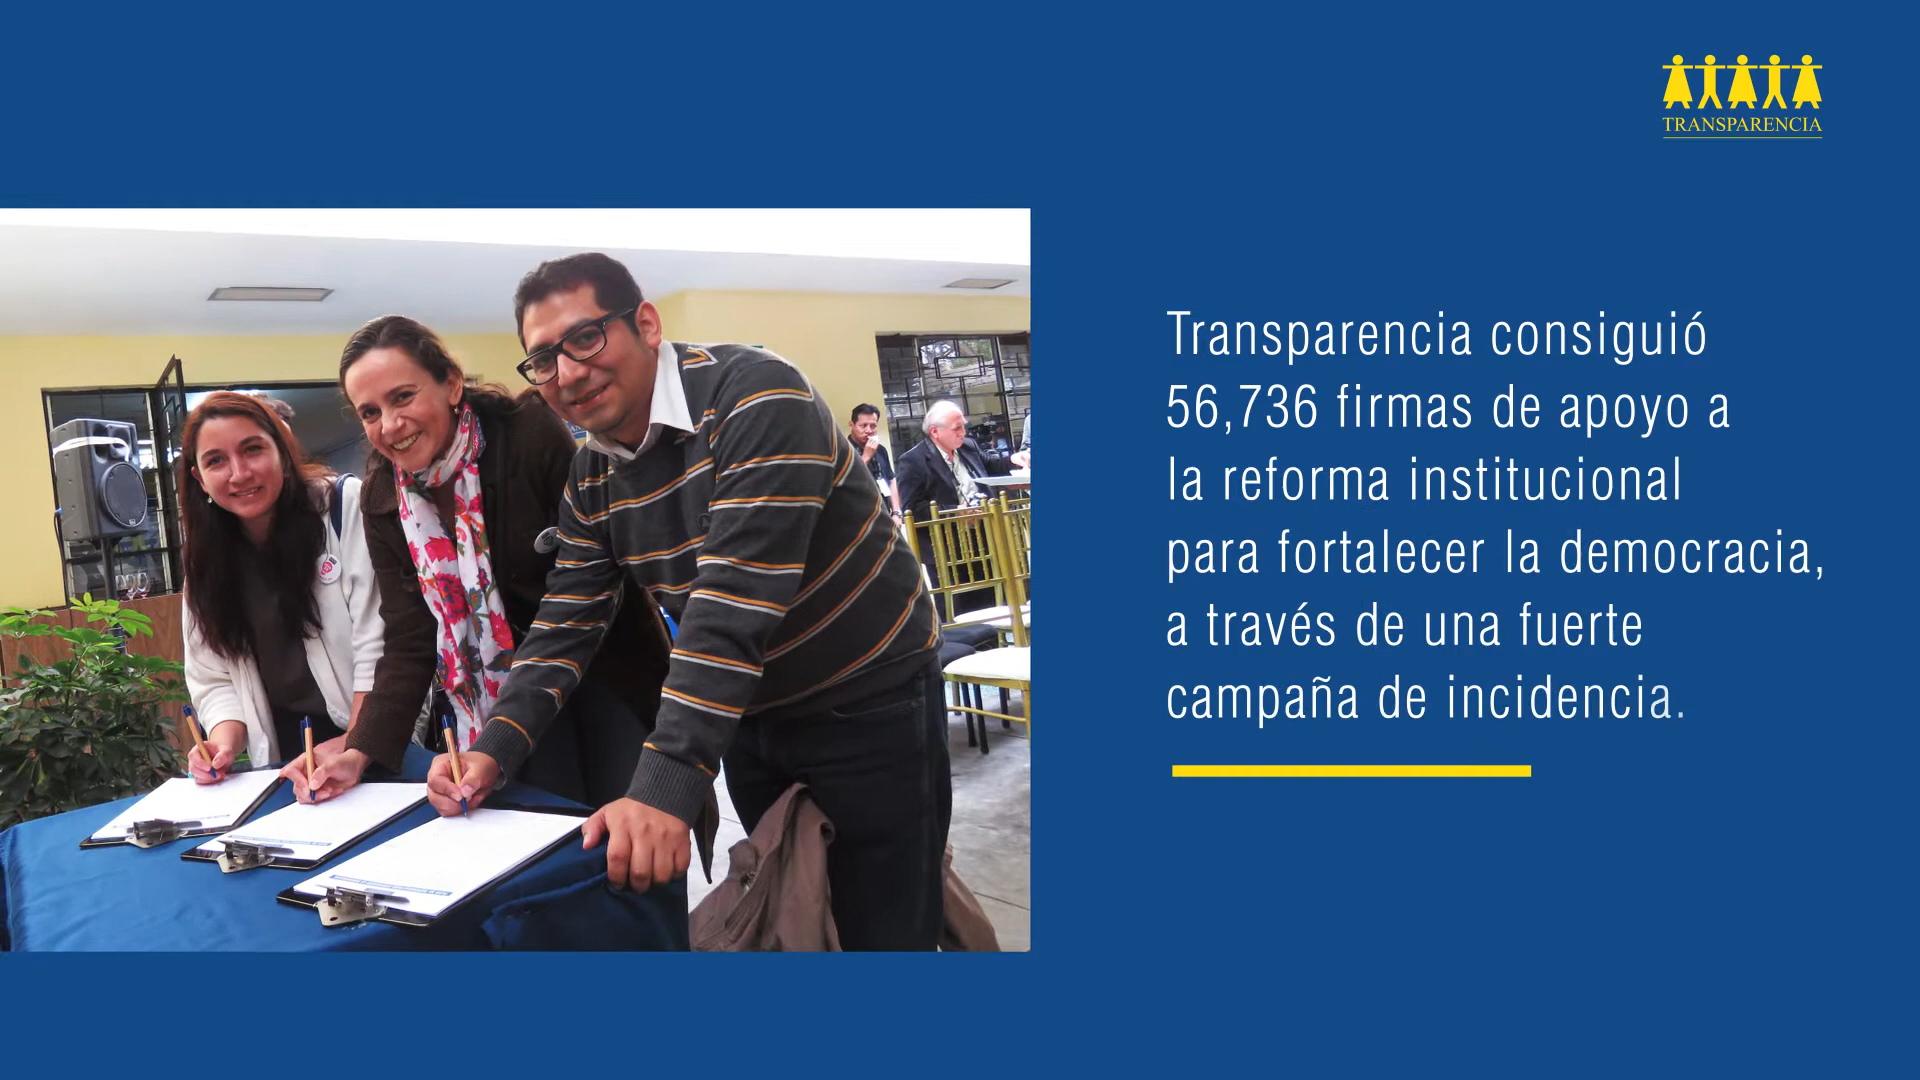 TRANSPARENCIA
Transparencia consiguió
56,736 firmas de apoyo a
la reforma institucional
para fortalecer la democracia,
a través de una fuerte
campaña de incidencia.